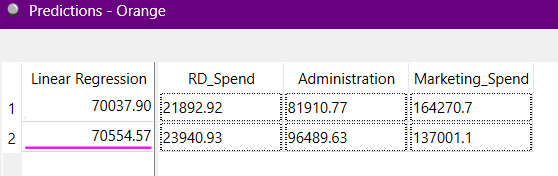 Predictions - Orange
Linear Regression RD_Spend Administration Marketing_Spend
1 70037.90 21892.92 81910.77 164270.7
2 70554.57 23940.93 96489.63 137001.1